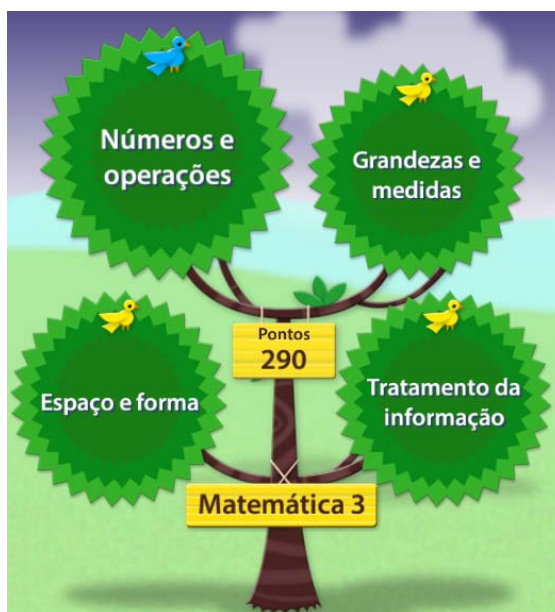 Números e
operações
Grandezas e
medidas
Pontos
290
Espaço e forma
Tratamento da
informação
Matemática 3